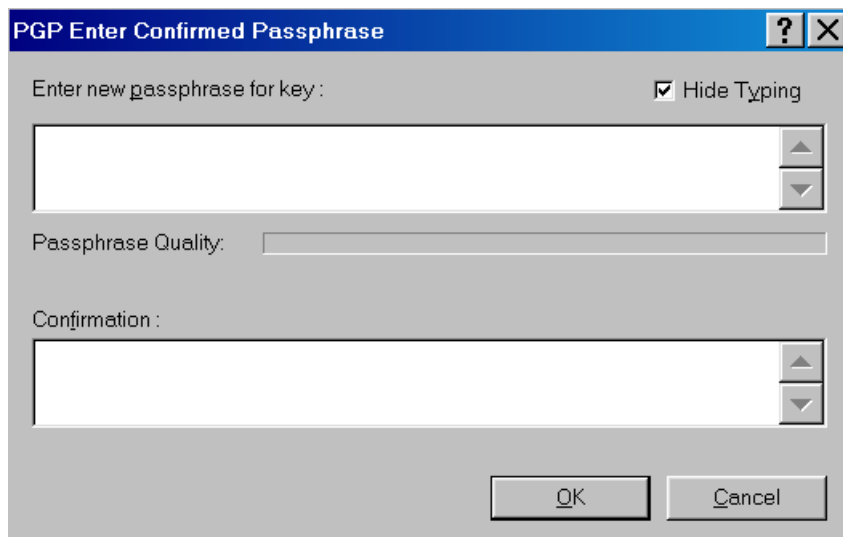 PGP Enter Confirmed Passphrase
Enter new passphrase for key : Hide Typing
Passphrase Quality:
Confirmation :
OK Cancel